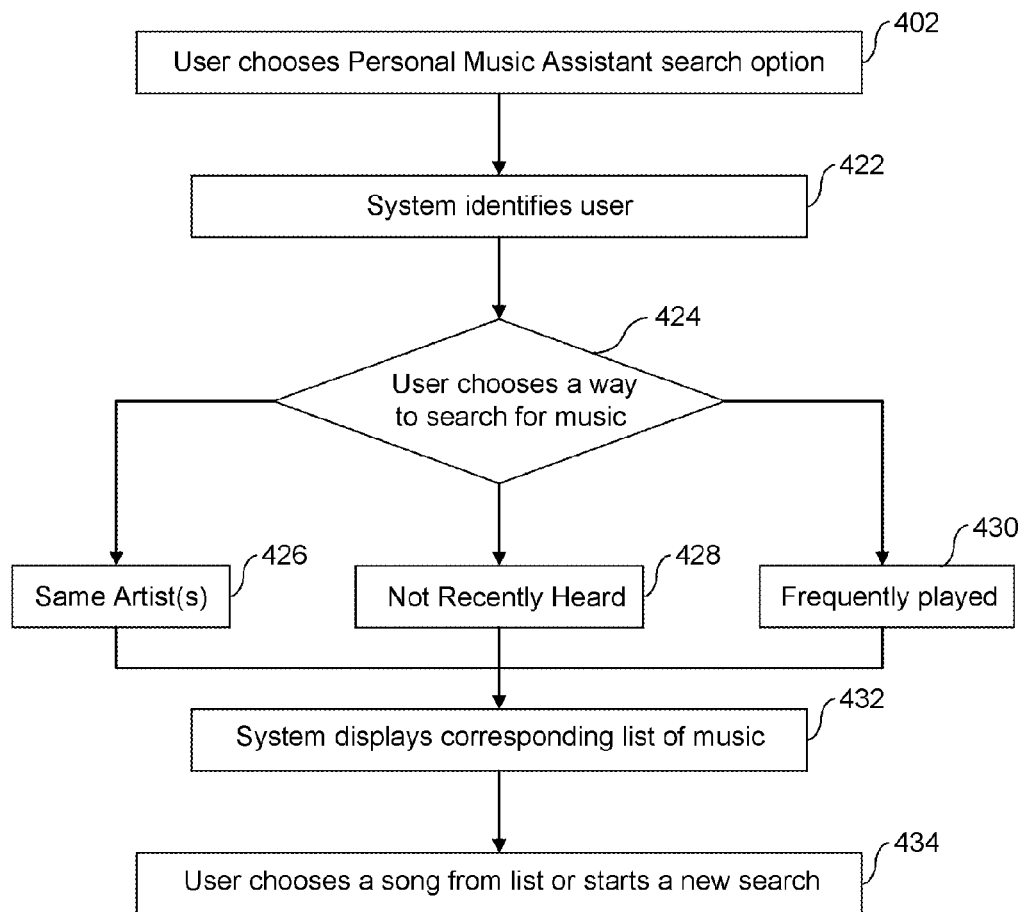 402
User chooses Personal Music Assistant search option
422
System identifies user
424
User chooses a way
to search for music
426
Same Artist(s)
428
Not Recently Heard
430
Frequently played
432
System displays corresponding list of music
434
User chooses a song from list or starts a new search